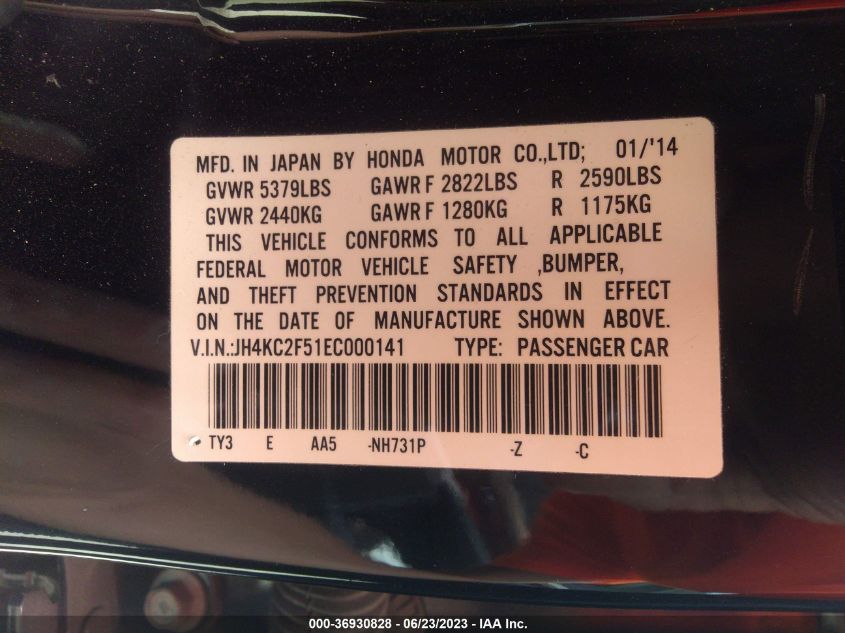 MFD. IN JAPAN BY HONDA MOTOR CO.,LTD; 01/'14
GVWR 5379LBS GAWR F 2822LBS R 2590LBS
GVWR 2440KG GAWR F 1280KG R 1175KG
THIS VEHICLE CONFORMS TO ALL APPLICABLE
FEDERAL MOTOR VEHICLE SAFETY ,BUMPER,
AND THEFT PREVENTION STANDARDS IN EFFECT
ON THE DATE OF MANUFACTURE SHOWN ABOVE.
V.I.N.:JH4KC2F51EC000141 TYPE: PASSENGER CAR
TY3 E AA5 -NH731P -Z -C
000-36930828 - 06/23/2023 - IAA Inc.